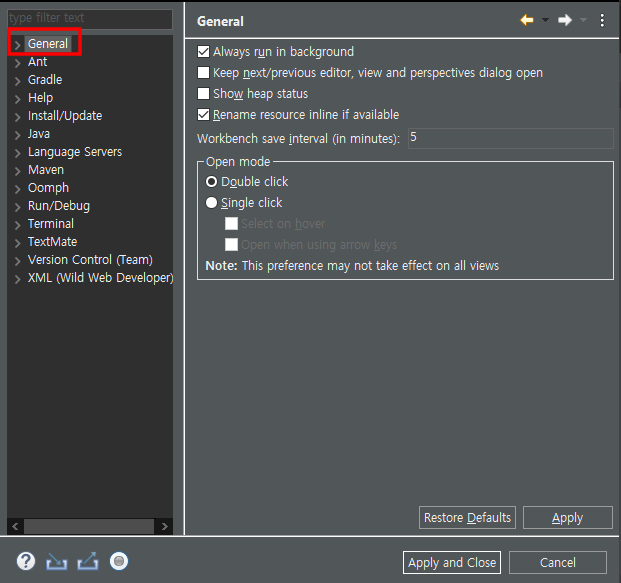 type filter text
General
Ant
Gradle
Help
Install/Update
Java
Language Servers
Maven
Oomph
Run/Debug
Terminal
TextMate
Version Control (Team)
XML (Wild Web Developer)
General
Always run in background
Keep next/previous editor, view and perspectives dialog open
Show heap status
Rename resource inline if available
Workbench save interval (in minutes): 5
Open mode
Double click
Single click
Select on hover
Open when using arrow keys
Note: This preference may not take effect on all views
Restore Defaults Apply
? Apply and Close Cancel